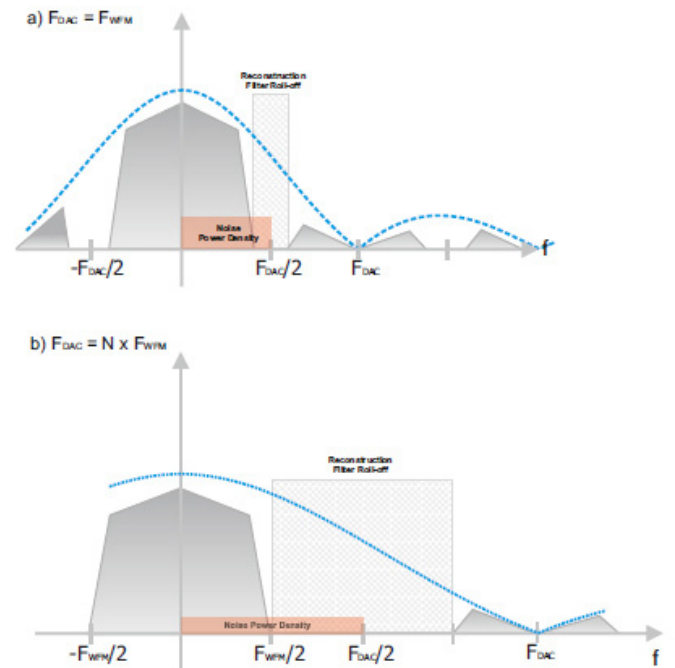 a) FDAC = FWFM
Reconstruction
Filter Roll-off
Noise
Power Density
f
-FDAC/2
FDAC/2
FDAC
b) FDAC = N x FWFM
Reconstruction
Filter Roll-off
Noise Power Density
-FWFM/2
FWFM/2
FDAC/2
FDAC
f